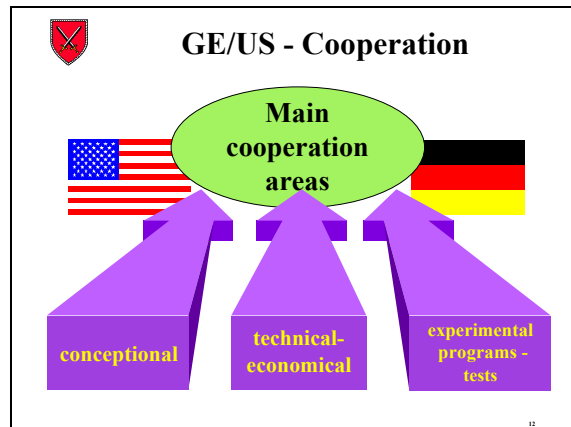 GE/US - Cooperation
Main
cooperation
areas
conceptional
technical-
economical
experimental
programs -
tests
12